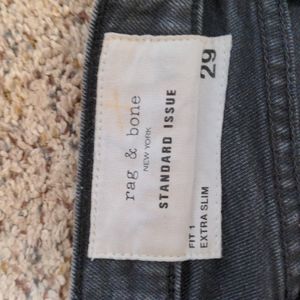 rag & bone
NEW YORK
STANDARD ISSUE
29
FIT 1
EXTRA SLIM